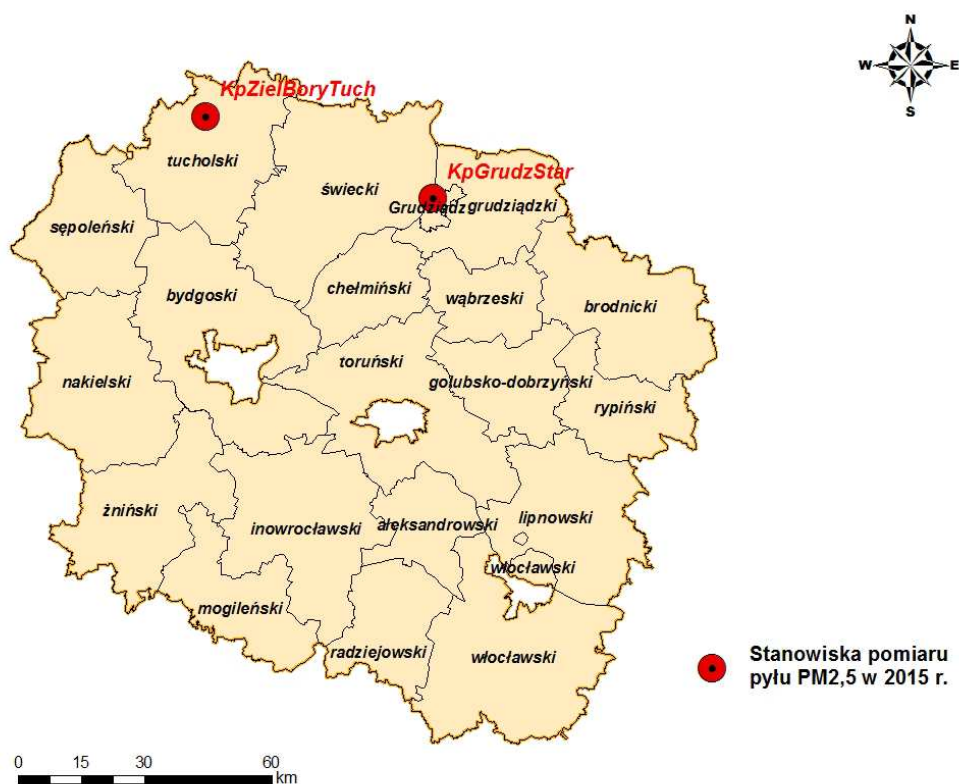 N
W E
S
KpZielBoryTuch
tucholski
KpGrudzStar
świecki
Grudziądz
grudziądzki
sępoleński
bydgoski
chełmiński
wąbrzeski
brodnicki
toruński
nakielski
golubsko-dobrzyński
rypiński
żniński
inowrocławski
aleksandrowski
lipnowski
włocławski
mogileński
radziejowski
włocławski
Stanowiska pomiaru
pyłu PM2,5 w 2015 r.
0 15 30 60
km